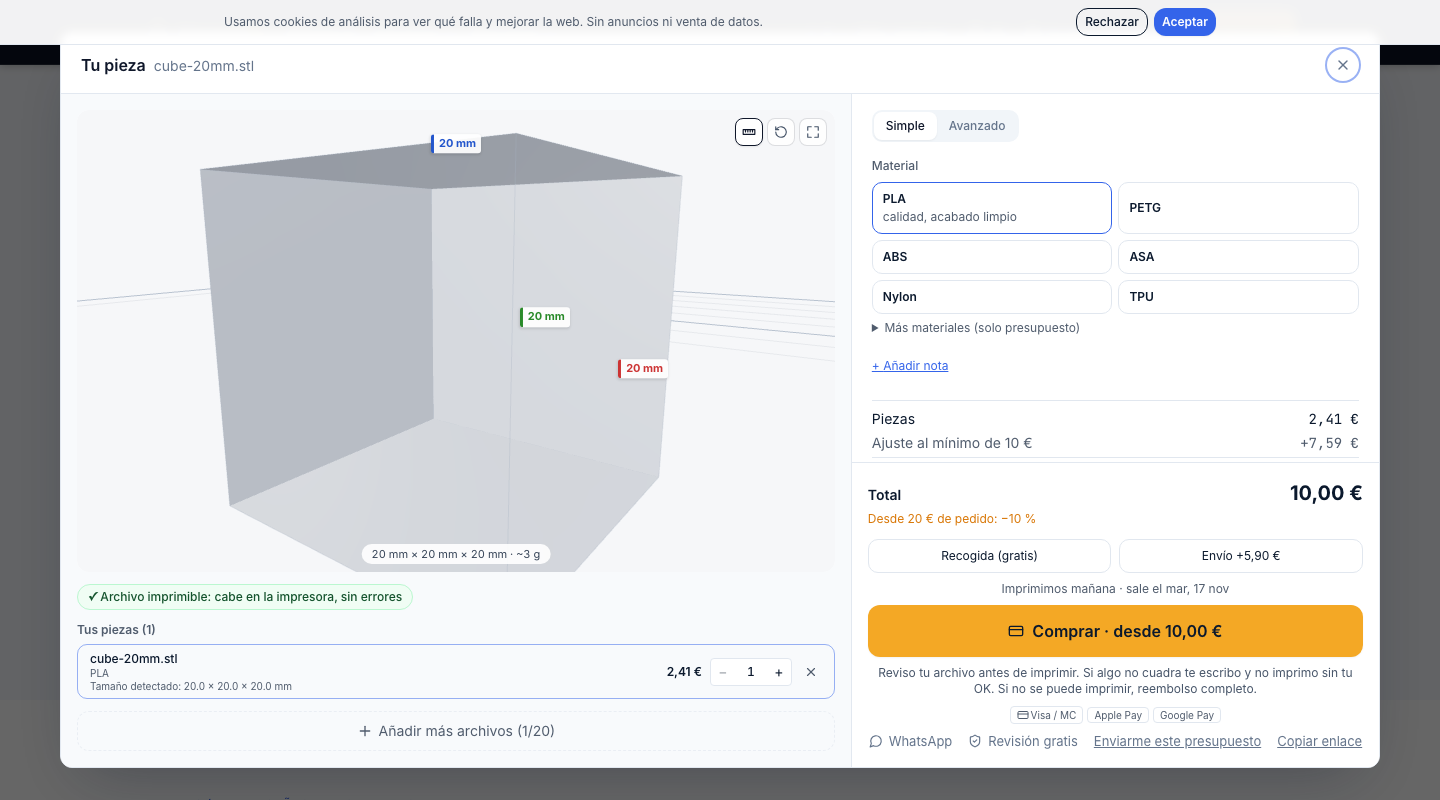 Usamos cookies de análisis para ver qué falla y mejorar la web. Sin anuncios ni venta de datos.
Rechazar
Aceptar
Tu pieza cube-20mm.stl
20 mm
20 mm
20 mm
20 mm × 20 mm × 20 mm · ~3 g
✓ Archivo imprimible: cabe en la impresora, sin errores
Tus piezas (1)
cube-20mm.stl
PLA
Tamaño detectado: 20.0 × 20.0 × 20.0 mm
2,41 €
− 1 +
+ Añadir más archivos (1/20)
Simple
Avanzado
Material
PLA
calidad, acabado limpio
PETG
ABS
ASA
Nylon
TPU
Más materiales (solo presupuesto)
+ Añadir nota
Piezas 2,41 €
Ajuste al mínimo de 10 € +7,59 €
Total 10,00 €
Desde 20 € de pedido: −10 %
Recogida (gratis)
Envío +5,90 €
Imprimimos mañana · sale el mar, 17 nov
Comprar · desde 10,00 €
Reviso tu archivo antes de imprimir. Si algo no cuadra te escribo y no imprimo sin tu
OK. Si no se puede imprimir, reembolso completo.
Visa / MC
Apple Pay
Google Pay
WhatsApp
Revisión gratis
Enviarme este presupuesto
Copiar enlace